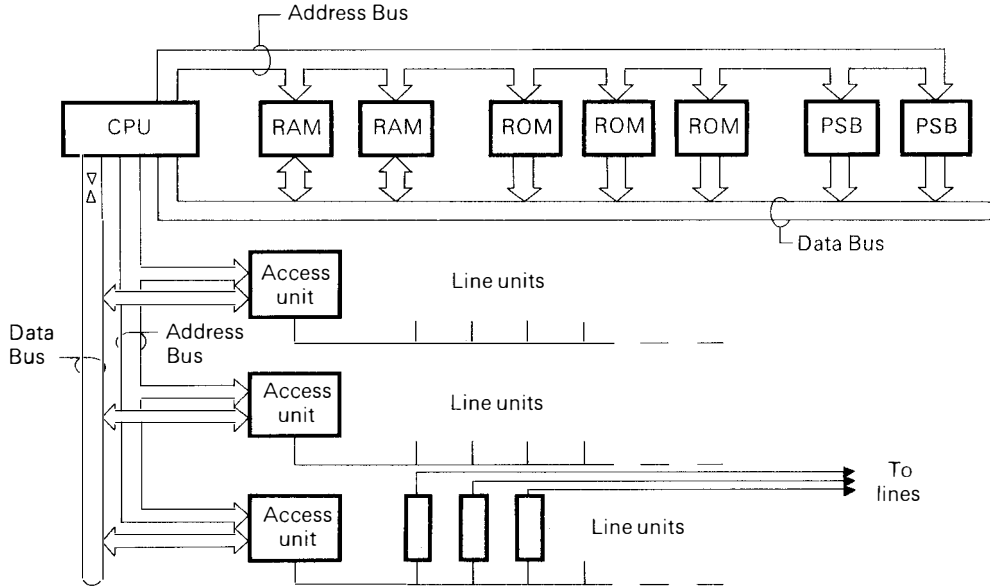 Address Bus
CPU
RAM
RAM
ROM
ROM
ROM
PSB
PSB
Data Bus
Access
unit
Line units
Data
Bus
Address
Bus
Access
unit
Line units
To
lines
Access
unit
Line units